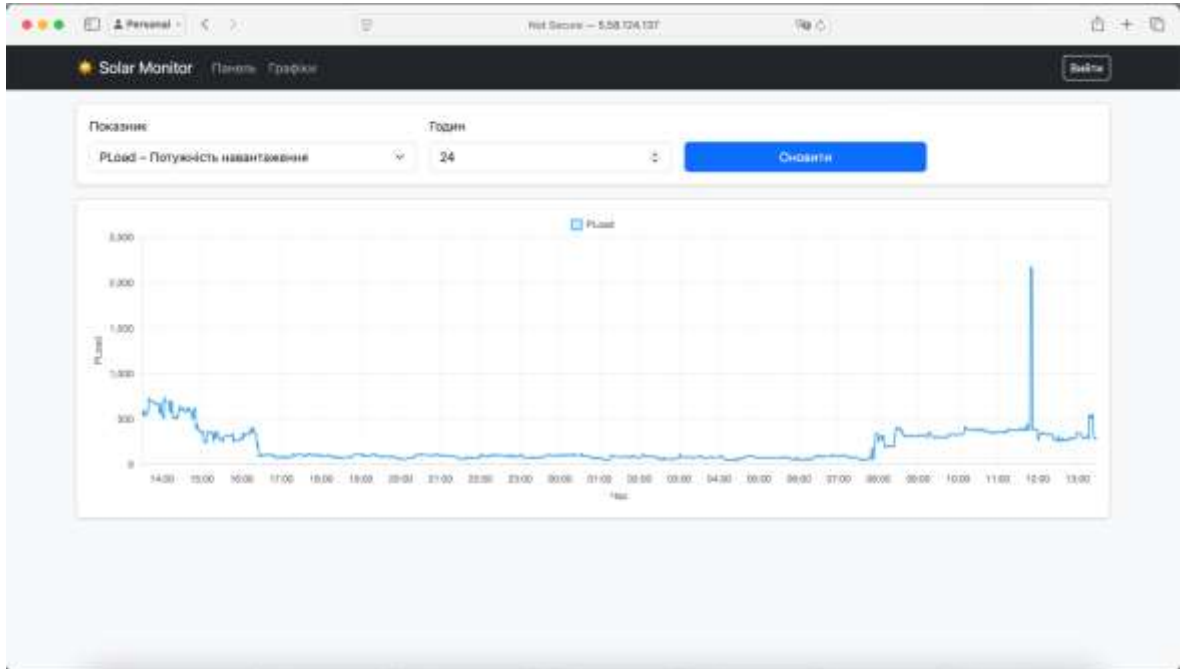 Personal
Not Secure — 5.58.124.137
Solar Monitor Панель Графіки Вийти
Показник Годин
PLoad – Потужність навантаження 24 Оновити
PLoad
2,500
2,000
1,500
PLoad
1,000
500
0
14:00 15:00 16:00 17:00 18:00 19:00 20:00 21:00 22:00 23:00 00:00 01:00 02:00 03:00 04:00 05:00 06:00 07:00 08:00 09:00 10:00 11:00 12:00 13:00
Час